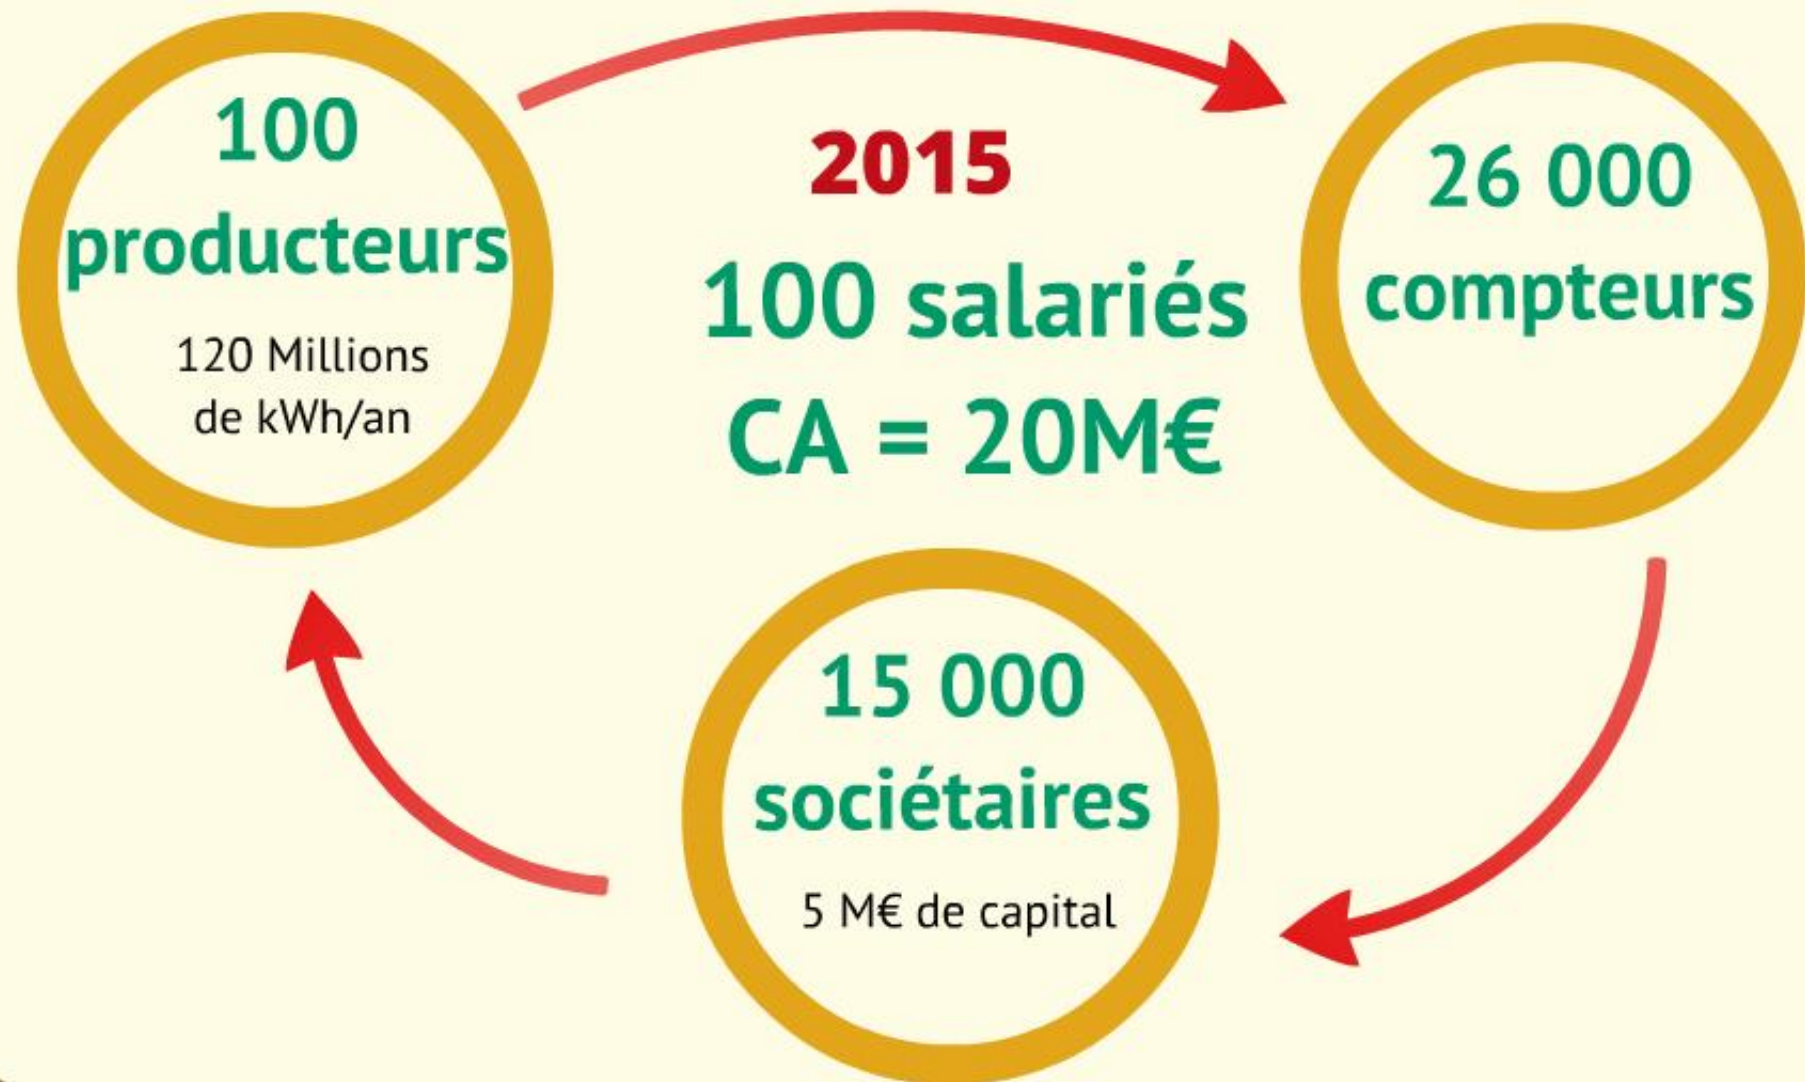 100
producteurs
120 Millions
de kWh/an
2015
100 salariés
CA = 20M€
26 000
compteurs
15 000
sociétaires
5 M€ de capital